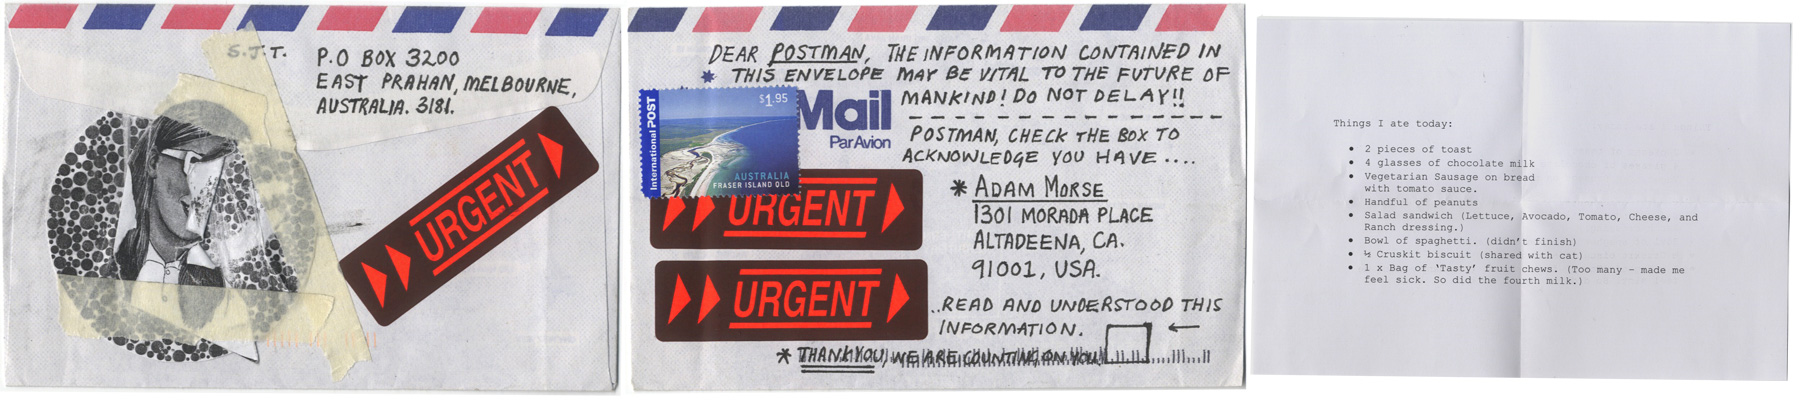 S.J.T.
P.O BOX 3200
EAST PRAHAN, MELBOURNE,
AUSTRALIA. 3181.
URGENT
DEAR POSTMAN, THE INFORMATION CONTAINED IN
* THIS ENVELOPE MAY BE VITAL TO THE FUTURE OF
MANKIND! DO NOT DELAY!!
International POST
$1.95
AUSTRALIA
FRASER ISLAND QLD
Mail
Par Avion
POSTMAN, CHECK THE BOX TO
ACKNOWLEDGE YOU HAVE....
* ADAM MORSE
1301 MORADA PLACE
ALTADEENA, CA.
91001, USA.
URGENT
URGENT
..READ AND UNDERSTOOD THIS
INFORMATION.
* THANKYOU, WE ARE COUNTING ON YOU
Things I ate today:
• 2 pieces of toast
• 4 glasses of chocolate milk
• Vegetarian Sausage on bread
with tomato sauce.
• Handful of peanuts
• Salad sandwich (Lettuce, Avocado, Tomato, Cheese, and
Ranch dressing.)
• Bowl of spaghetti. (didn't finish)
• ½ Cruskit biscuit (shared with cat)
• 1 x Bag of 'Tasty' fruit chews. (Too many – made me
feel sick. So did the fourth milk.)